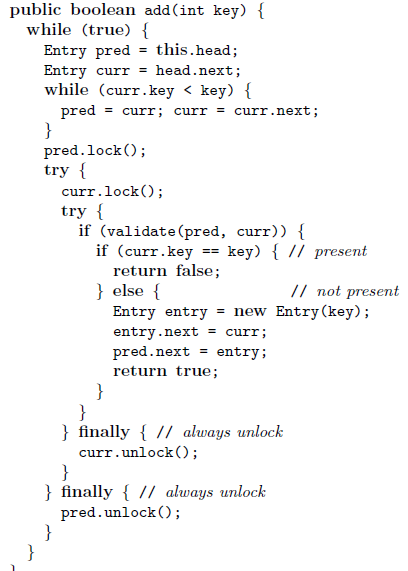 public boolean add(int key) {
while (true) {
Entry pred = this.head;
Entry curr = head.next;
while (curr.key < key) {
pred = curr; curr = curr.next;
}
pred.lock();
try {
curr.lock();
try {
if (validate(pred, curr)) {
if (curr.key == key) { // present
return false;
} else { // not present
Entry entry = new Entry(key);
entry.next = curr;
pred.next = entry;
return true;
}
}
} finally { // always unlock
curr.unlock();
}
} finally { // always unlock
pred.unlock();
}
}
}